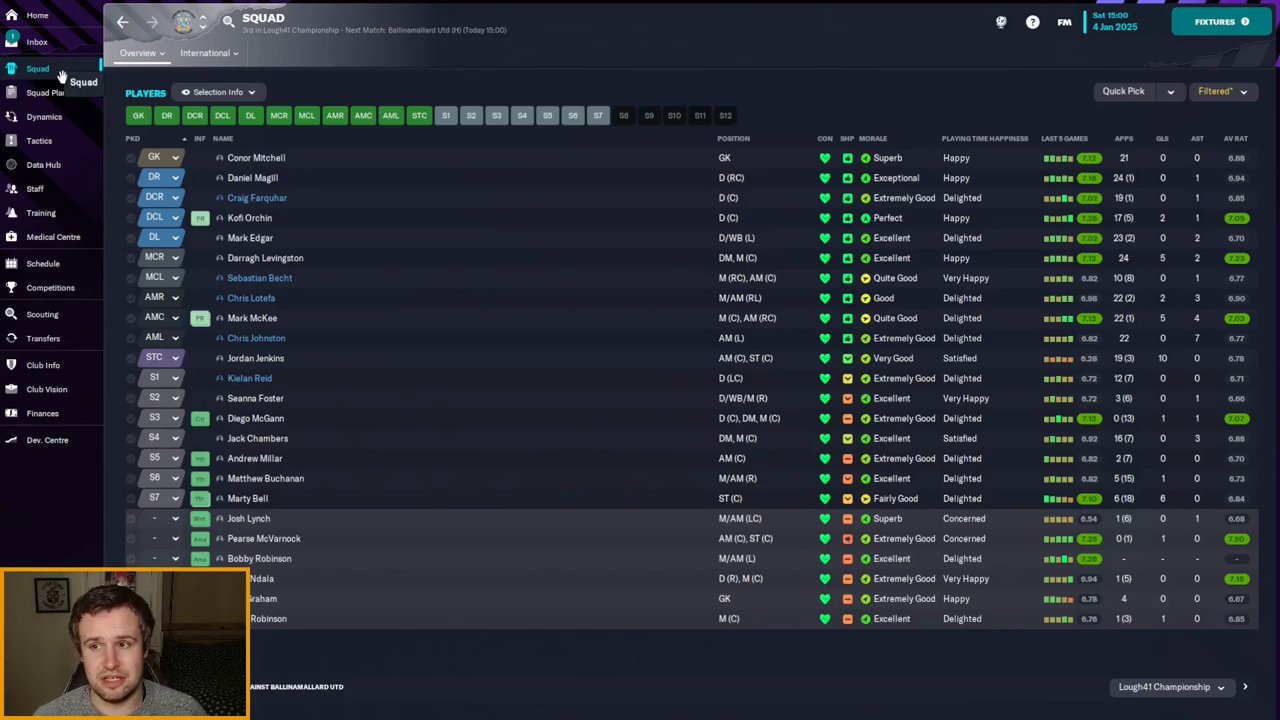 Home
1
Inbox
Squad
Squad
Squad Pla
Dynamics
Tactics
Data Hub
Staff
Training
Medical Centre
Schedule
Competitions
Scouting
Transfers
Club Info
Club Vision
Finances
Dev. Centre
SQUAD
3rd in Lough41 Championship - Next Match: Ballinamallard Utd (H) (Today 15:00)
FM
Sat 15:00
4 Jan 2025
FIXTURES
Overview International
PLAYERS Selection Info Quick Pick Filtered*
GK DR DCR DCL DL MCR MCL AMR AMC AML STC S1 S2 S3 S4 S5 S6 S7 S8 S9 S10 S11 S12
PKD INF NAME POSITION CON SHP MORALE PLAYING TIME HAPPINESS LAST 5 GAMES APPS GLS AST AV RAT
GK Conor Mitchell GK Superb Happy 7.12 21 0 0 6.88
DR Daniel Magill D (RC) Exceptional Happy 7.16 24 (1) 0 1 6.94
DCR Craig Farquhar D (C) Extremely Good Delighted 7.02 19 (1) 0 1 6.85
DCL PR Kofi Orchin D (C) Perfect Happy 7.28 17 (5) 2 1 7.09
DL Mark Edgar D/WB (L) Excellent Delighted 7.02 23 (2) 0 2 6.70
MCR Darragh Levingston DM, M (C) Excellent Happy 7.12 24 5 2 7.23
MCL Sebastian Becht M (RC), AM (C) Quite Good Very Happy 6.82 10 (8) 0 1 6.77
AMR Chris Lotefa M/AM (RL) Good Delighted 6.98 22 (2) 2 3 6.90
AMC PR Mark McKee M (C), AM (RC) Quite Good Delighted 7.12 22 (1) 5 4 7.03
AML Chris Johnston AM (L) Extremely Good Delighted 6.82 22 0 7 6.77
STC Jordan Jenkins AM (C), ST (C) Very Good Satisfied 6.28 19 (3) 10 0 6.78
S1 Kielan Reid D (LC) Extremely Good Delighted 6.72 12 (7) 0 0 6.71
S2 Seanna Foster D/WB/M (R) Excellent Very Happy 6.72 3 (6) 0 1 6.66
S3 Ctr Diego McGann D (C), DM, M (C) Extremely Good Delighted 7.12 0 (13) 1 0 7.07
S4 Jack Chambers DM, M (C) Excellent Satisfied 6.92 16 (7) 0 3 6.88
S5 Yth Andrew Millar AM (C) Extremely Good Delighted 6.82 2 (7) 0 0 6.70
S6 Yth Matthew Buchanan M/AM (R) Excellent Delighted 6.82 5 (15) 1 0 6.73
S7 Yth Marty Bell ST (C) Fairly Good Delighted 7.10 6 (18) 6 0 6.84
- Wnt Josh Lynch M/AM (LC) Superb Concerned 6.54 1 (6) 0 1 6.68
- Ama Pearse McVarnock AM (C), ST (C) Extremely Good Concerned 7.26 0 (1) 1 0 7.50
- Ama Bobby Robinson M/AM (L) Excellent Delighted 7.26 - - - -
Ndala D (R), M (C) Extremely Good Very Happy 6.94 1 (5) 0 0 7.15
Graham GK Extremely Good Happy 6.78 4 0 0 6.67
Robinson M (C) Excellent Delighted 6.76 1 (3) 1 0 6.85
AGAINST BALLINAMALLARD UTD
Lough41 Championship